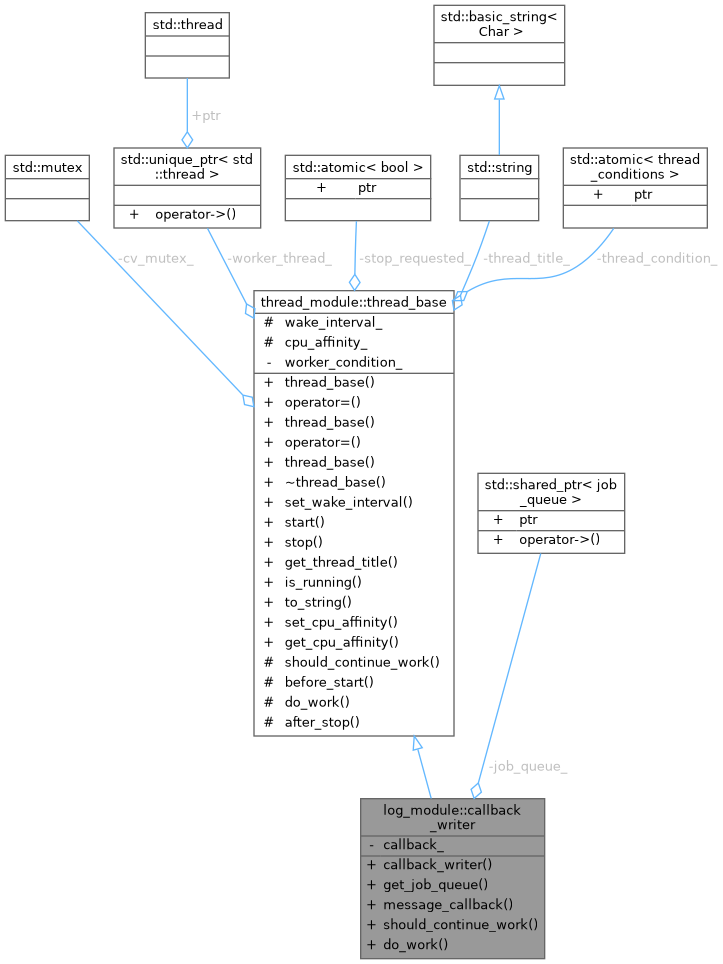 std::thread
std::basic_string<
Char >
+ptr
std::mutex
std::unique_ptr< std
::thread >
+ operator->()
std::atomic< bool >
+ ptr
std::string
std::atomic< thread
_conditions >
+ ptr
-cv_mutex_
-worker_thread_
-stop_requested_
-thread_title_
-thread_condition_
thread_module::thread_base
# wake_interval_
# cpu_affinity_
- worker_condition_
+ thread_base()
+ operator=()
+ thread_base()
+ operator=()
+ thread_base()
+ ~thread_base()
+ set_wake_interval()
+ start()
+ stop()
+ get_thread_title()
+ is_running()
+ to_string()
+ set_cpu_affinity()
+ get_cpu_affinity()
# should_continue_work()
# before_start()
# do_work()
# after_stop()
std::shared_ptr< job
_queue >
+ ptr
+ operator->()
-job_queue_
log_module::callback
_writer
- callback_
+ callback_writer()
+ get_job_queue()
+ message_callback()
+ should_continue_work()
+ do_work()